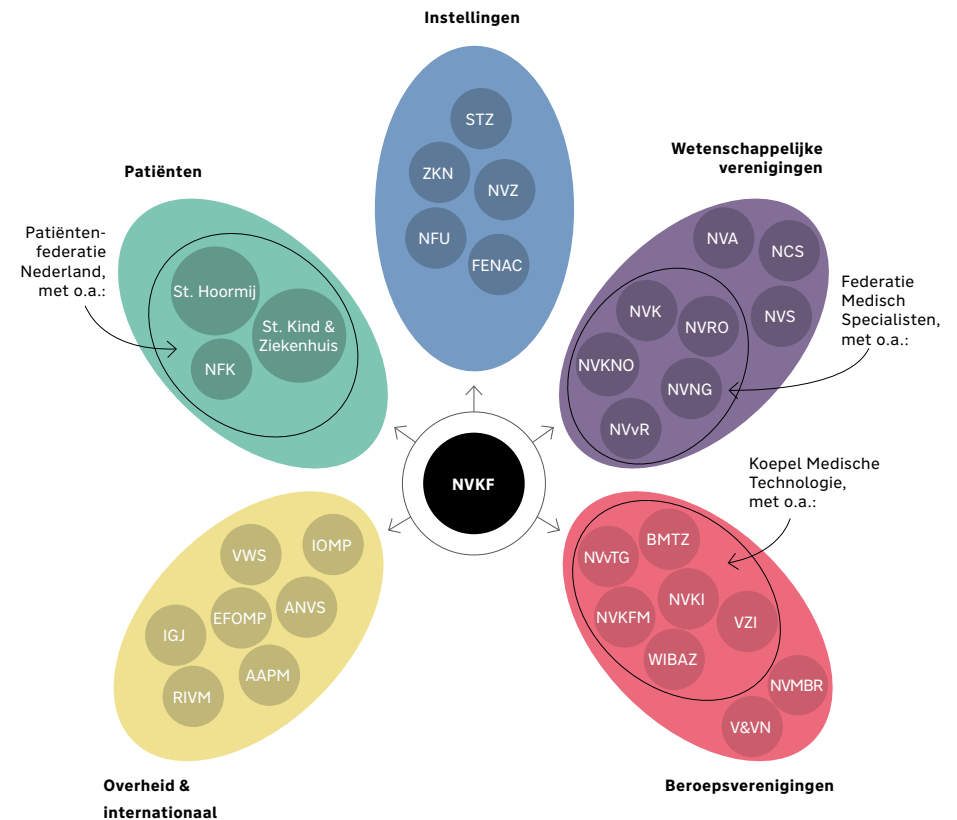 Instellingen
STZ
ZKN
NVZ
NFU
FENAC
Patiënten
Patiënten-
federatie
Nederland,
met o.a.:
St. Hoormij
St. Kind &
Ziekenhuis
NFK
Wetenschappelijke
verenigingen
NVA
NCS
NVS
NVK
NVRO
NVKNO
NVNG
NVvR
Federatie
Medisch
Specialisten,
met o.a.:
NVKF
Koepel Medische
Technologie,
met o.a.:
NVvTG
BMTZ
NVKI
NVKFM
VZI
WIBAZ
NVMBR
V&VN
Beroepsverenigingen
VWS
IOMP
ANVS
EFOMP
IGJ
AAPM
RIVM
Overheid &
internationaal